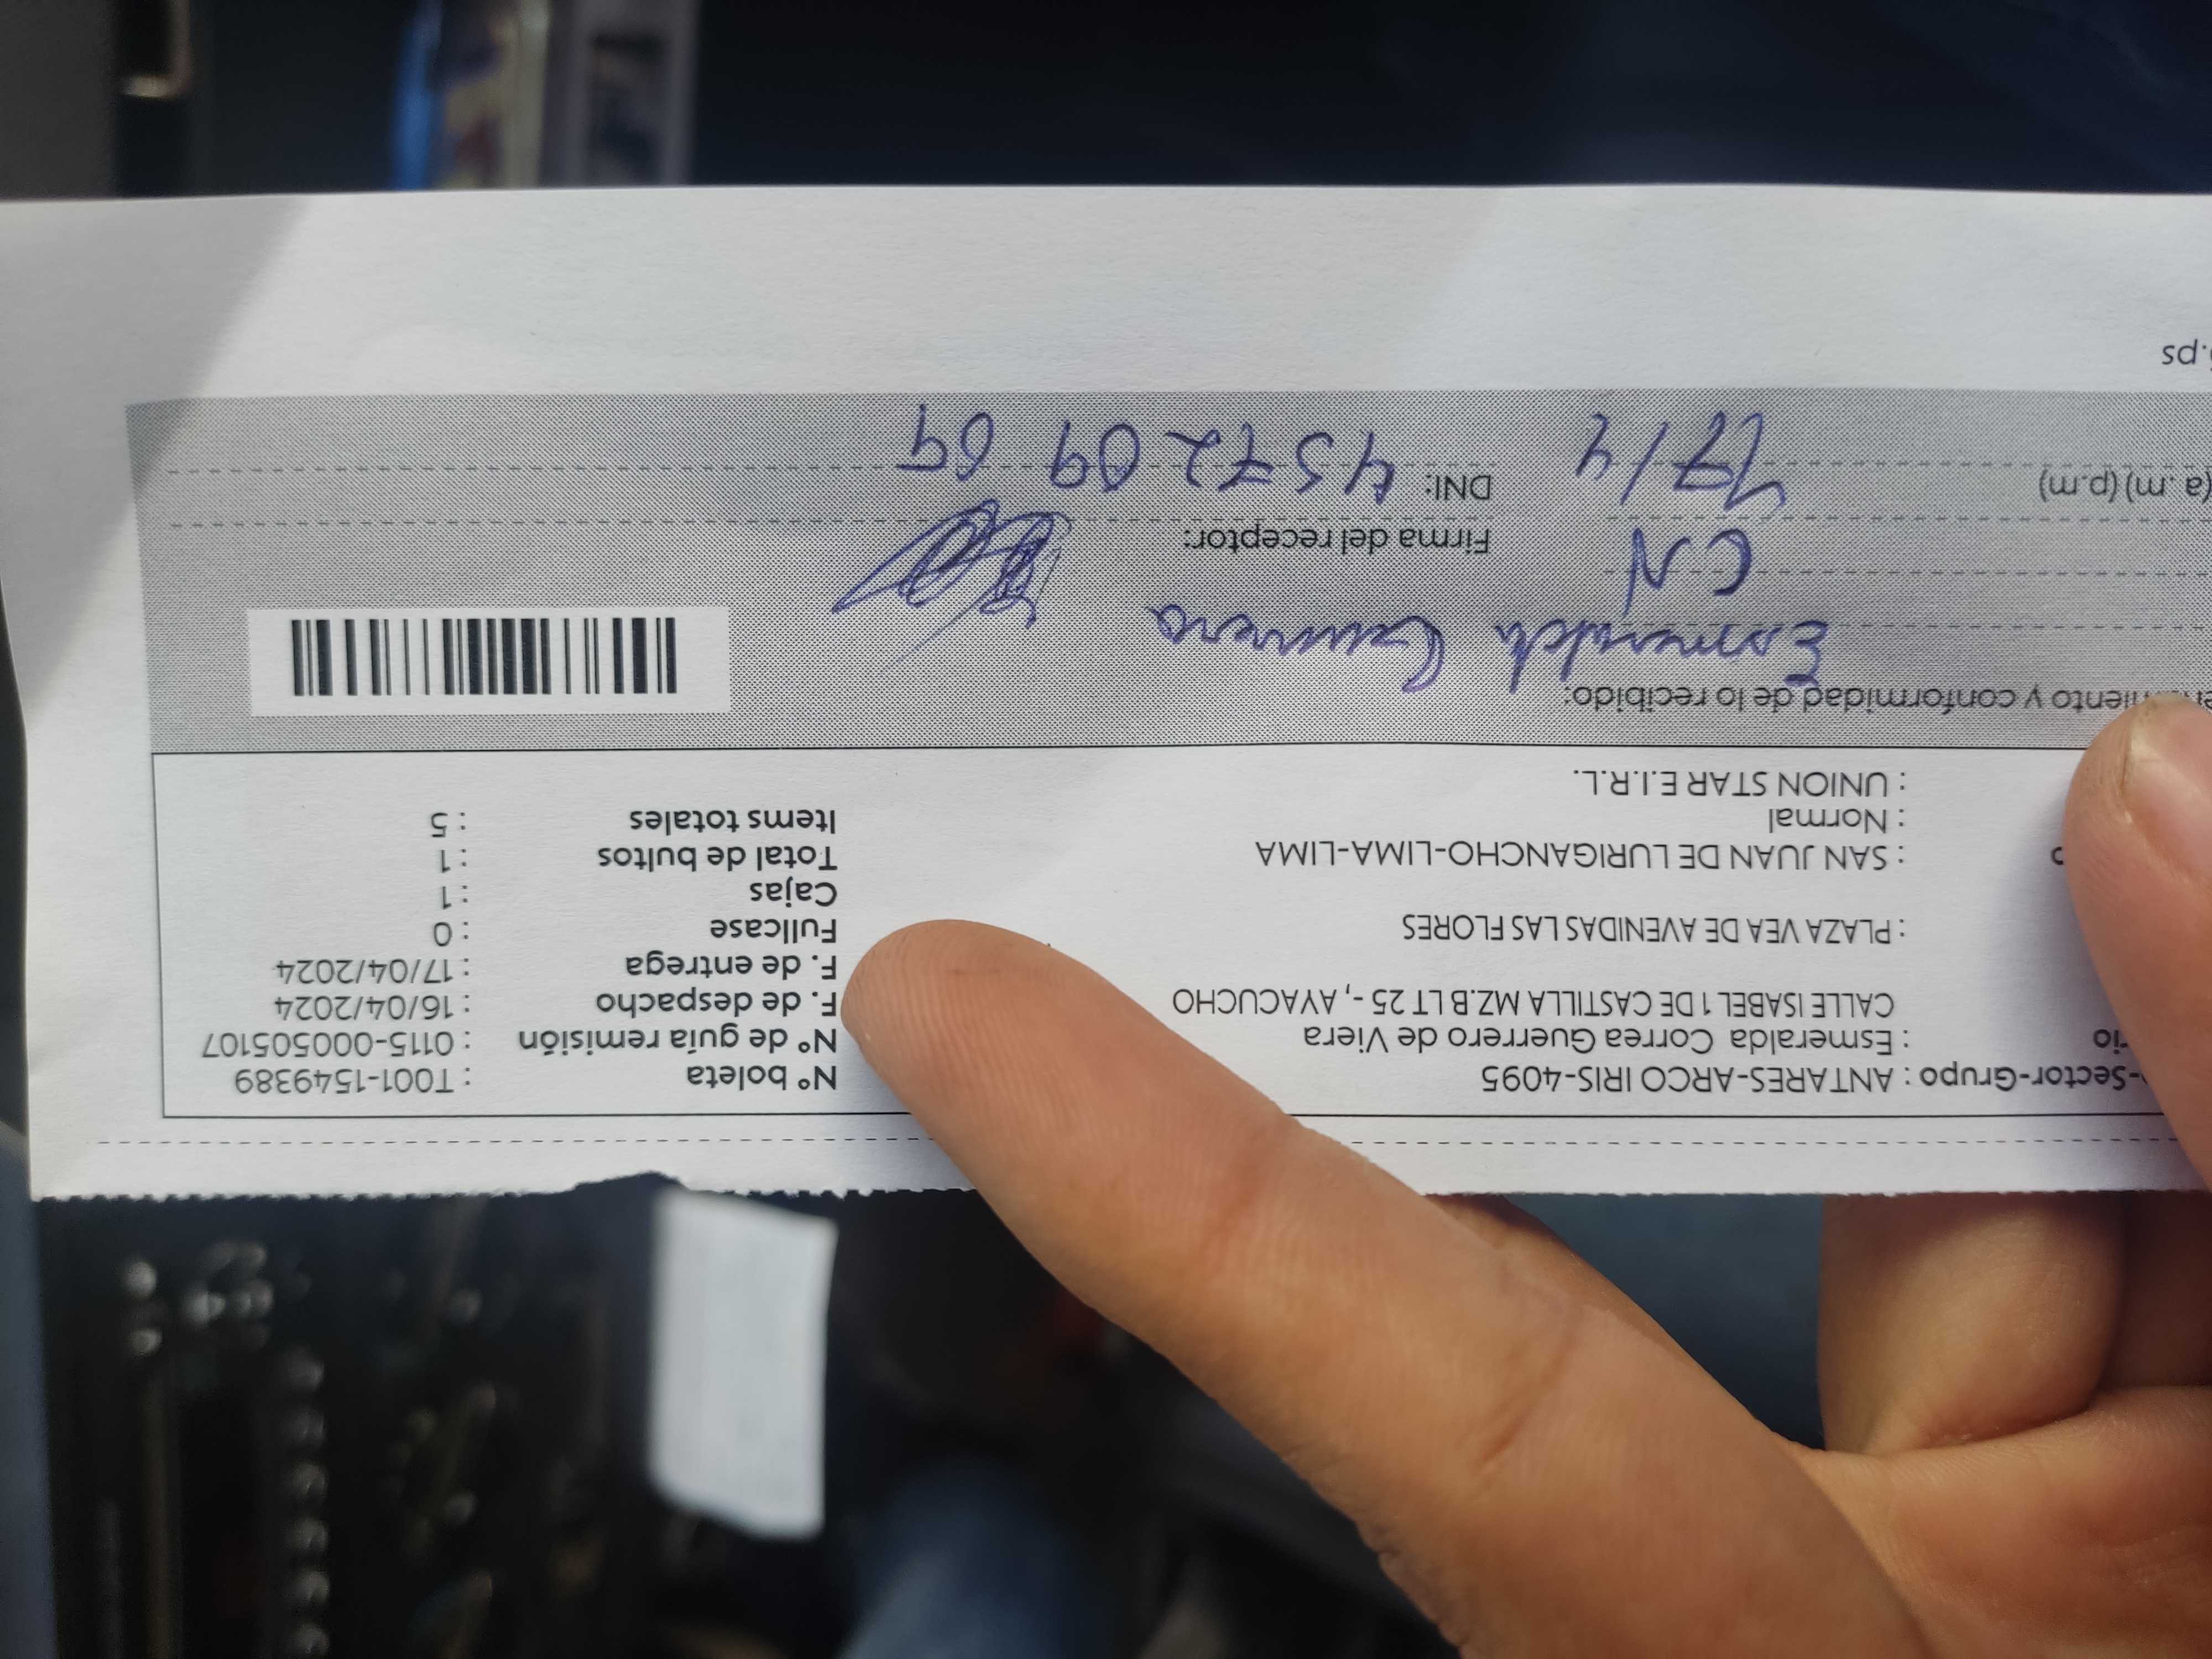 -Sector-Grupo : ANTARES-ARCO IRIS-4095
rio : Esmeralda Correa Guerrero de Viera
CALLE ISABEL 1 DE CASTILLA MZ.B LT 25 -, AYACUCHO
: PLAZA VEA DE AVENIDAS LAS FLORES
: SAN JUAN DE LURIGANCHO-LIMA-LIMA
: Normal
: UNION STAR E.I.R.L.
N° boleta : T001-1549389
N° de guía remisión : 0115-000505107
F. de despacho : 16/04/2024
F. de entrega : 17/04/2024
Fullcase : 0
Cajas : 1
Total de bultos : 1
Items totales : 5
miento y conformidad de lo recibido:
Esmeralda Guerrero
CN
Firma del receptor:
(a .m) (p.m) 17/4
DNI: 4572 09 09
.ps